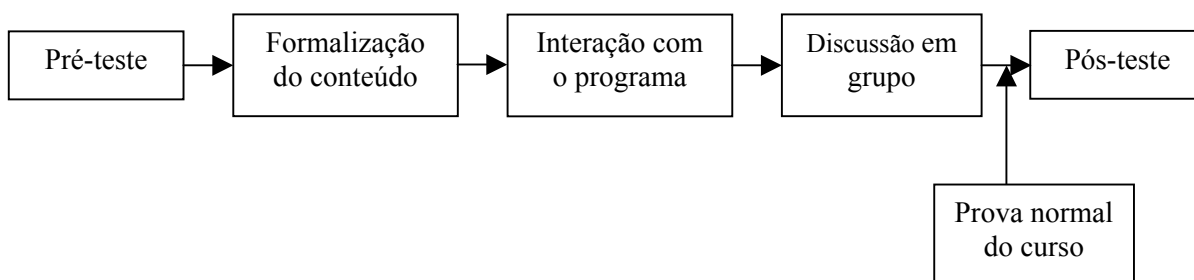 Pré-teste
Formalização
do conteúdo
Interação com
o programa
Discussão em
grupo
Pós-teste
Prova normal
do curso